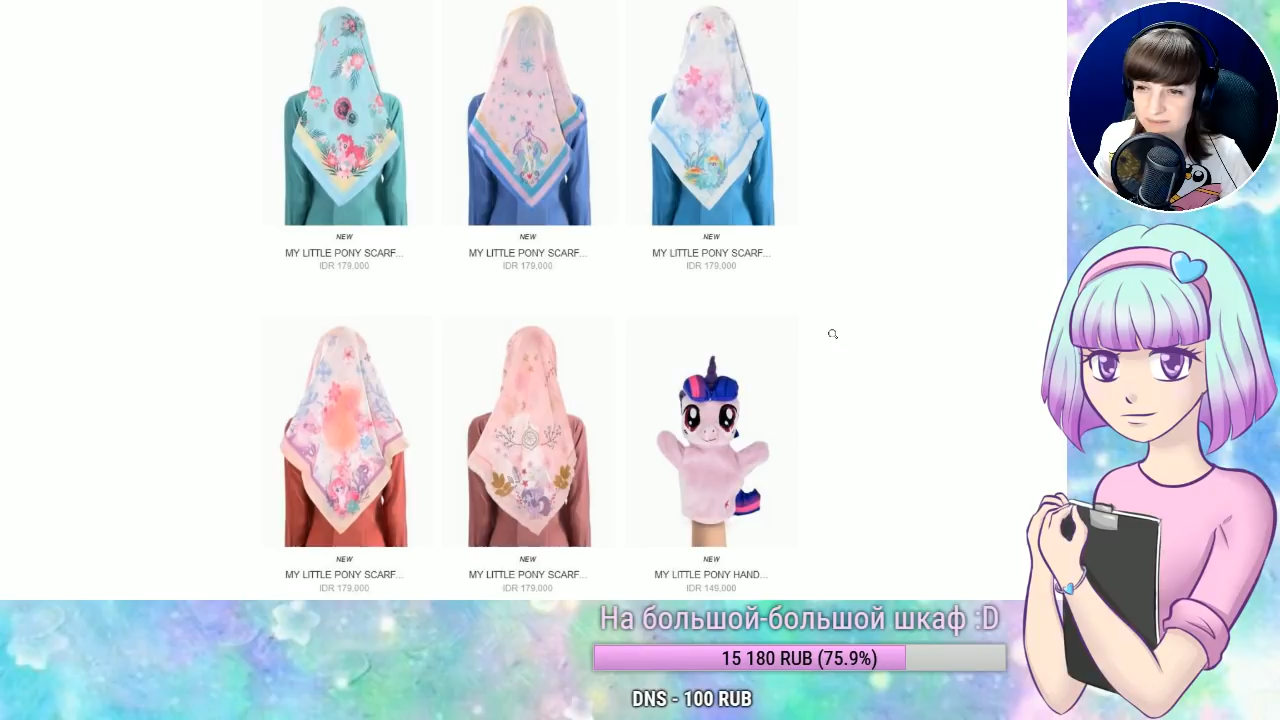 NEW
MY LITTLE PONY SCARF...
IDR 179,000
NEW
MY LITTLE PONY SCARF...
IDR 179,000
NEW
MY LITTLE PONY SCARF...
IDR 179,000
NEW
MY LITTLE PONY SCARF...
IDR 179,000
NEW
MY LITTLE PONY SCARF...
IDR 179,000
NEW
MY LITTLE PONY HAND...
IDR 149,000
На большой-большой шкаф :D
15 180 RUB (75.9%)
DNS - 100 RUB